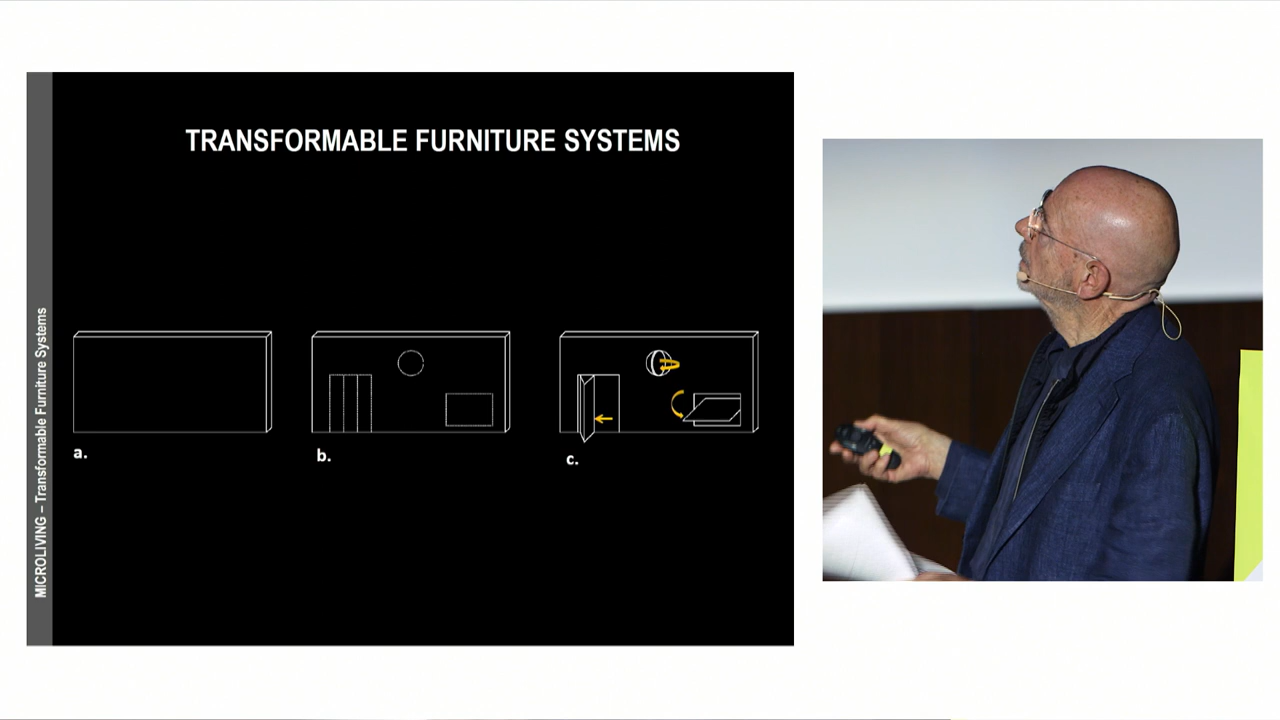 TRANSFORMABLE FURNITURE SYSTEMS
MICROLIVING – Transformable Furniture Systems
a.
b.
c.